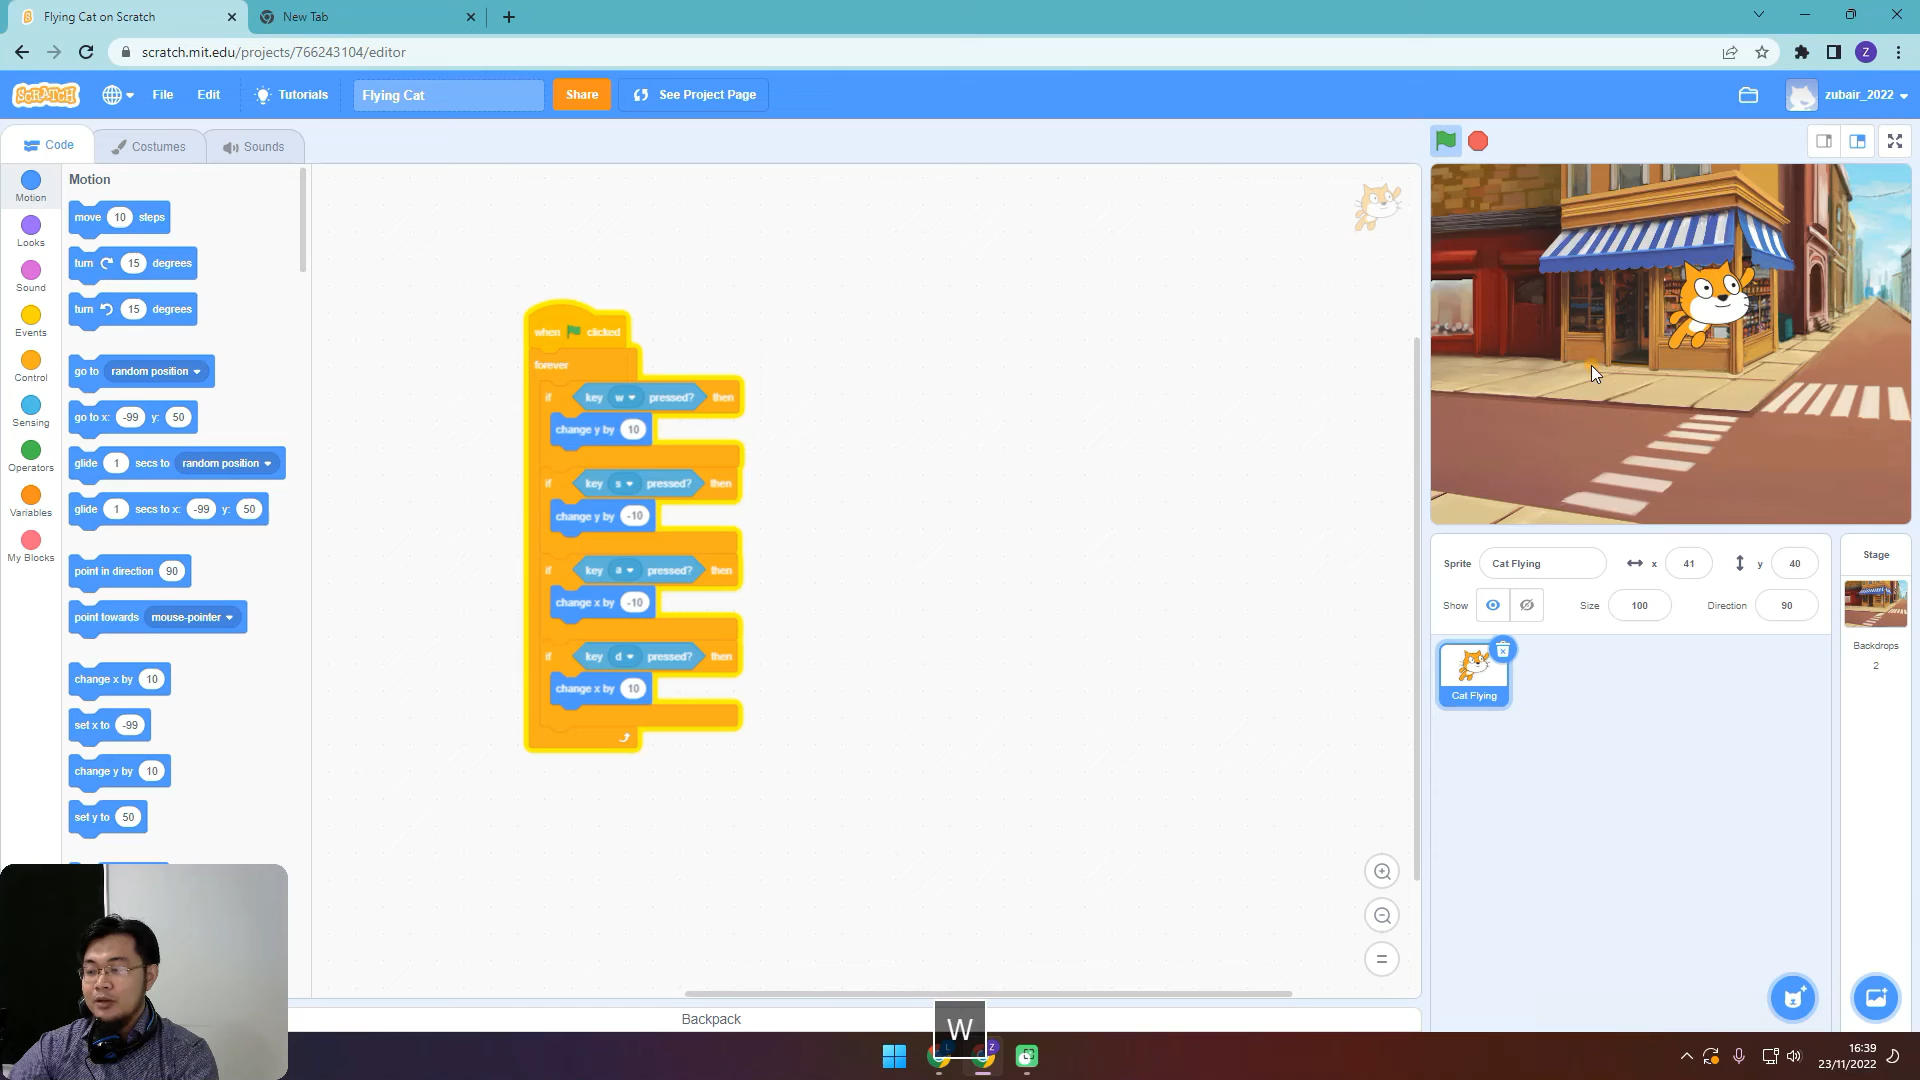 Flying Cat on Scratch
New Tab
scratch.mit.edu/projects/766243104/editor
Z
SCRATCH
File
Edit
Tutorials
Flying Cat
Share
See Project Page
zubair_2022
Code
Costumes
Sounds
Motion
Looks
Sound
Events
Control
Sensing
Operators
Variables
My Blocks
Motion
move 10 steps
turn 15 degrees
turn 15 degrees
go to random position
go to x: -99 y: 50
glide 1 secs to random position
glide 1 secs to x: -99 y: 50
point in direction 90
point towards mouse-pointer
change x by 10
set x to -99
change y by 10
set y to 50
when clicked
forever
if key w pressed? then
change y by 10
if key s pressed? then
change y by -10
if key a pressed? then
change x by -10
if key d pressed? then
change x by 10
Backpack
Sprite Cat Flying x 41 y 40
Show Size 100 Direction 90
Cat Flying
Stage
Backdrops
2
W
L
Z
16:39
23/11/2022